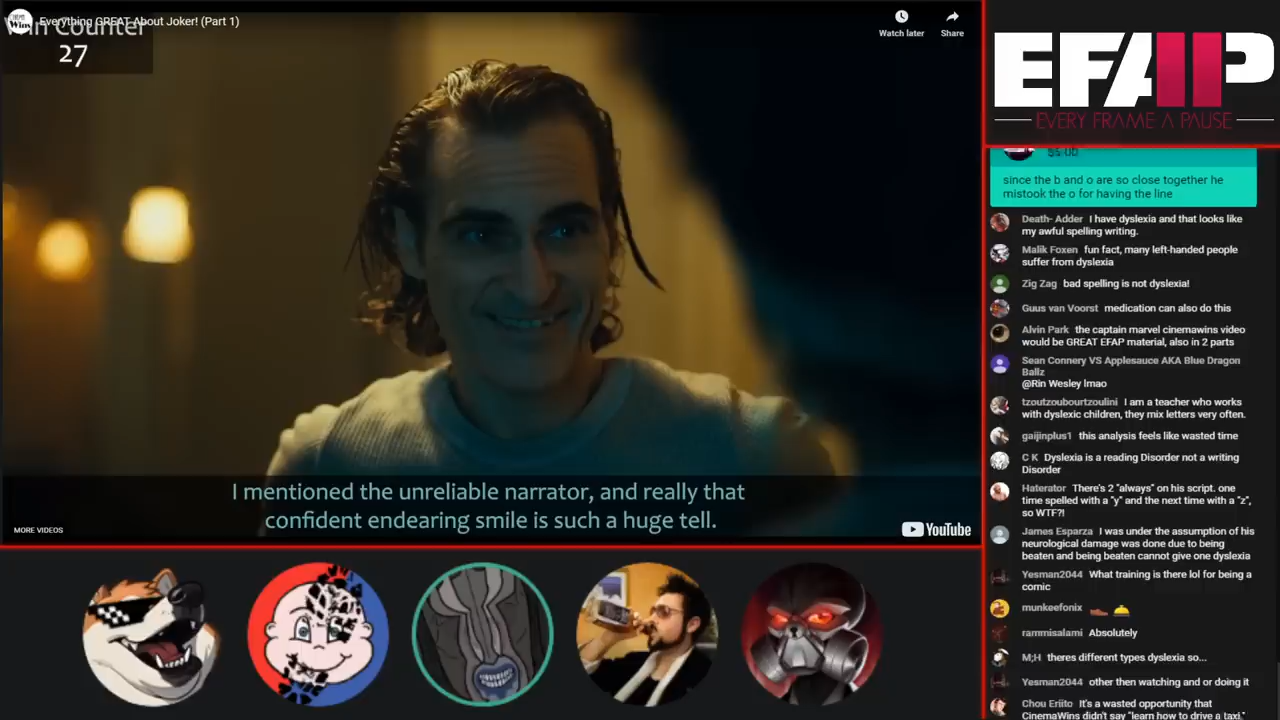 Everything GREAT About Joker! (Part 1)
Win Counter
27
Watch later
Share
I mentioned the unreliable narrator, and really that
confident endearing smile is such a huge tell.
MORE VIDEOS
YouTube
EFAP
EVERY FRAME A PAUSE
$5.00
since the b and o are so close together he
mistook the o for having the line
Death- Adder I have dyslexia and that looks like
my awful spelling writing.
Malik Foxen fun fact, many left-handed people
suffer from dyslexia
Zig Zag bad spelling is not dyslexia!
Guus van Voorst medication can also do this
Alvin Park the captain marvel cinemawins video
would be GREAT EFAP material, also in 2 parts
Sean Connery VS Applesauce AKA Blue Dragon
Ballz
@Rin Wesley lmao
tzoutzoubourtzoulini I am a teacher who works
with dyslexic children, they mix letters very often.
gaijinplus1 this analysis feels like wasted time
C K Dyslexia is a reading Disorder not a writing
Disorder
Haterator There's 2 "always" on his script. one
time spelled with a "y" and the next time with a "z",
so WTF?!
James Esparza I was under the assumption of his
neurological damage was done due to being
beaten and being beaten cannot give one dyslexia
Yesman2044 What training is there lol for being a
comic
munkeefonix
rammisalami Absolutely
M;H theres different types dyslexia so...
Yesman2044 other then watching and or doing it
Chou Eriito It's a wasted opportunity that
CinemaWins didn't say "learn how to drive a taxi."